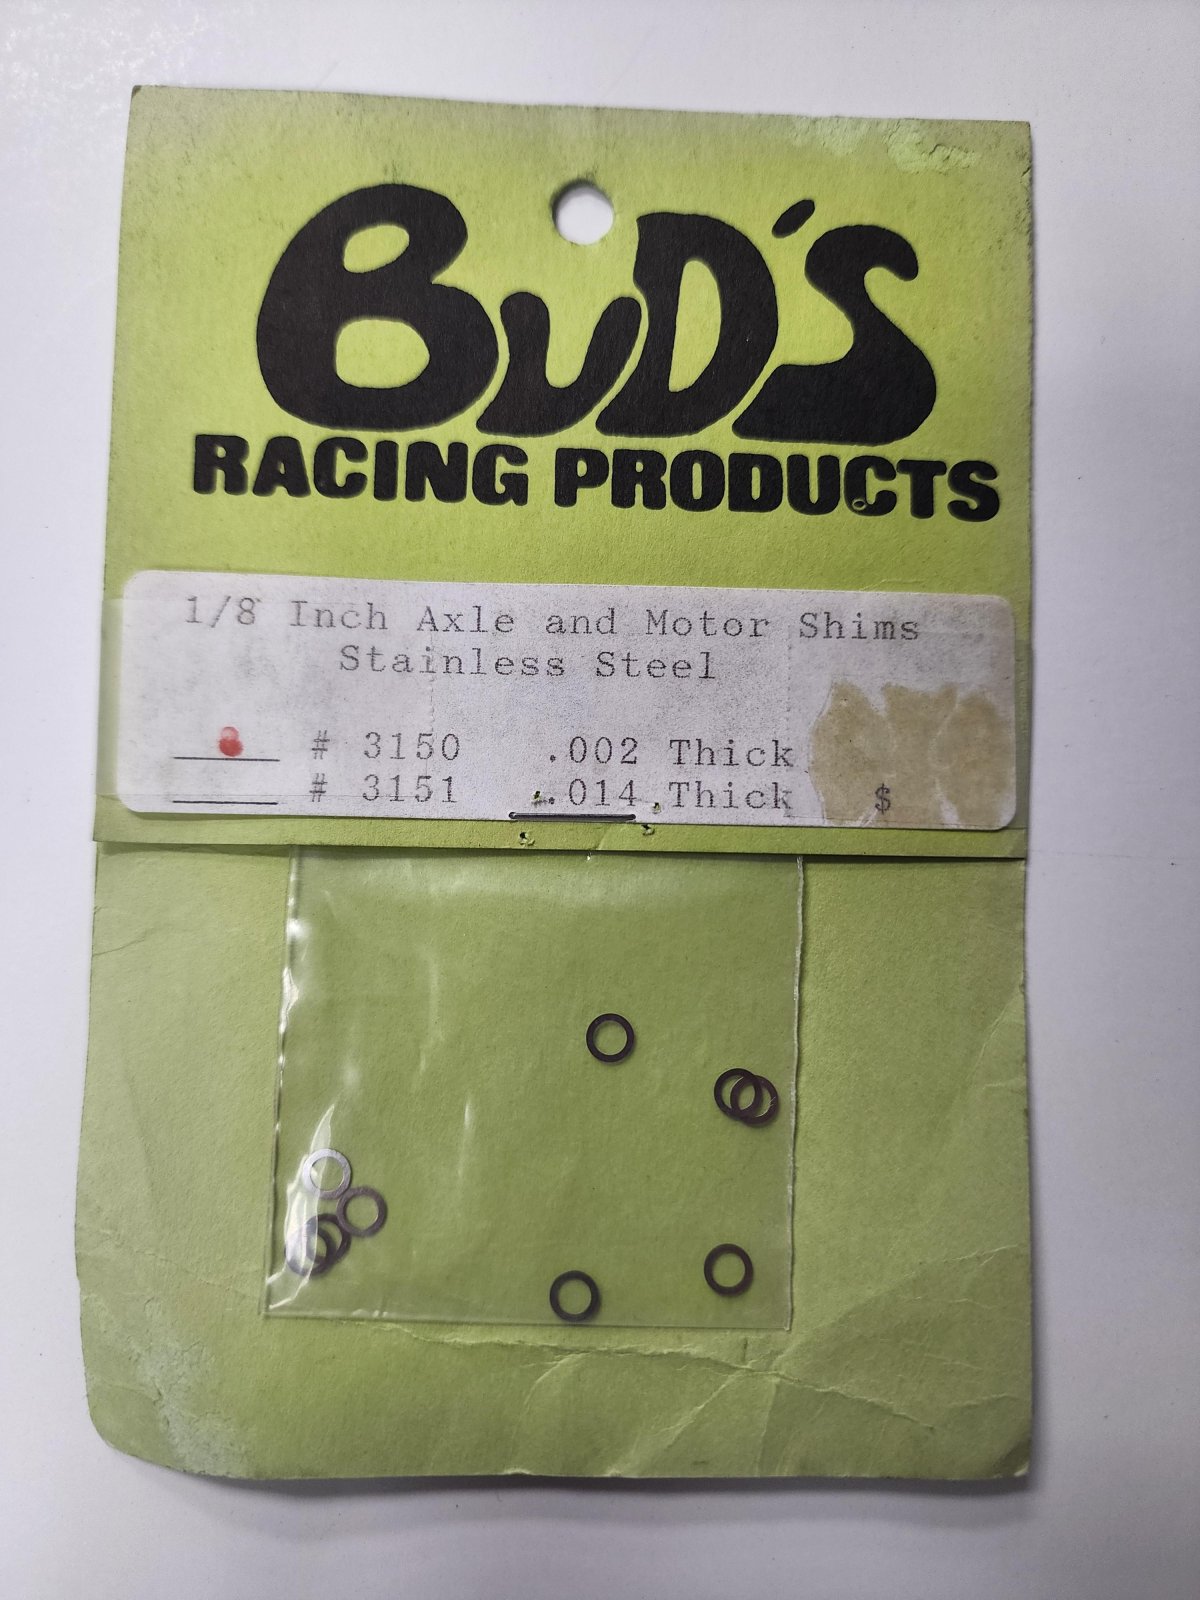 BUD'S
RACING PRODUCTS
1/8 Inch Axle and Motor Shims
Stainless Steel
# 3150 .002 Thick
# 3151 .014 Thick $